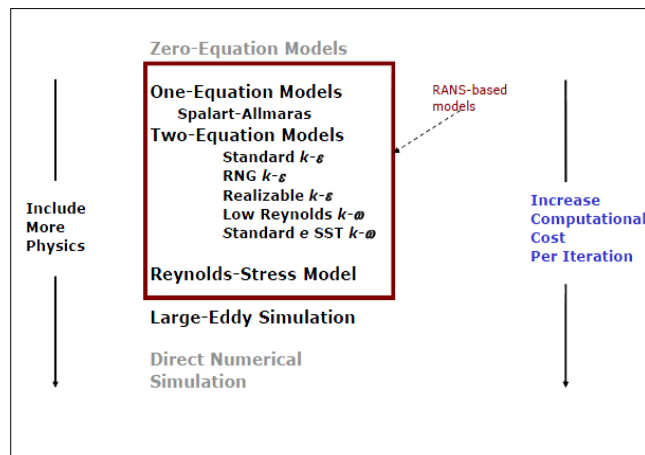 Zero-Equation Models
One-Equation Models
Spalart-Allmaras
Two-Equation Models
Standard k-ε
RNG k-ε
Realizable k-ε
Low Reynolds k-ω
Standard e SST k-ω
Reynolds-Stress Model
Large-Eddy Simulation
Direct Numerical
Simulation
RANS-based
models
Include
More
Physics
Increase
Computational
Cost
Per Iteration